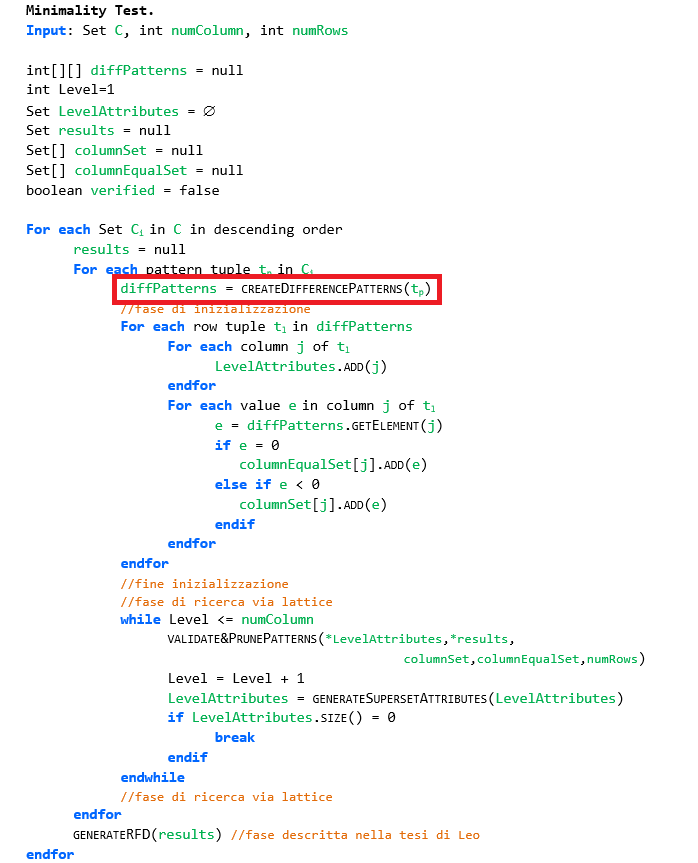 Minimality Test.
Input: Set C, int numColumn, int numRows
int[][] diffPatterns = null
int Level=1
Set LevelAttributes = ∅
Set results = null
Set[] columnSet = null
Set[] columnEqualSet = null
boolean verified = false
For each Set Ci in C in descending order
results = null
For each pattern tuple tp in Ci
diffPatterns = CREATEDIFFERENCEPATTERNS(tp)
//fase di inizializzazione
For each row tuple t1 in diffPatterns
For each column j of t1
LevelAttributes.ADD(j)
endfor
For each value e in column j of t1
e = diffPatterns.GETELEMENT(j)
if e = 0
columnEqualSet[j].ADD(e)
else if e < 0
columnSet[j].ADD(e)
endif
endfor
endfor
//fine inizializzazione
//fase di ricerca via lattice
while Level <= numColumn
VALIDATE&PRUNEPATTERNS(*LevelAttributes,*results,
columnSet,columnEqualSet,numRows)
Level = Level + 1
LevelAttributes = GENERATESUPERSETATTRIBUTES(LevelAttributes)
if LevelAttributes.SIZE() = 0
break
endif
endwhile
//fase di ricerca via lattice
endfor
GENERATERFD(results) //fase descritta nella tesi di Leo
endfor